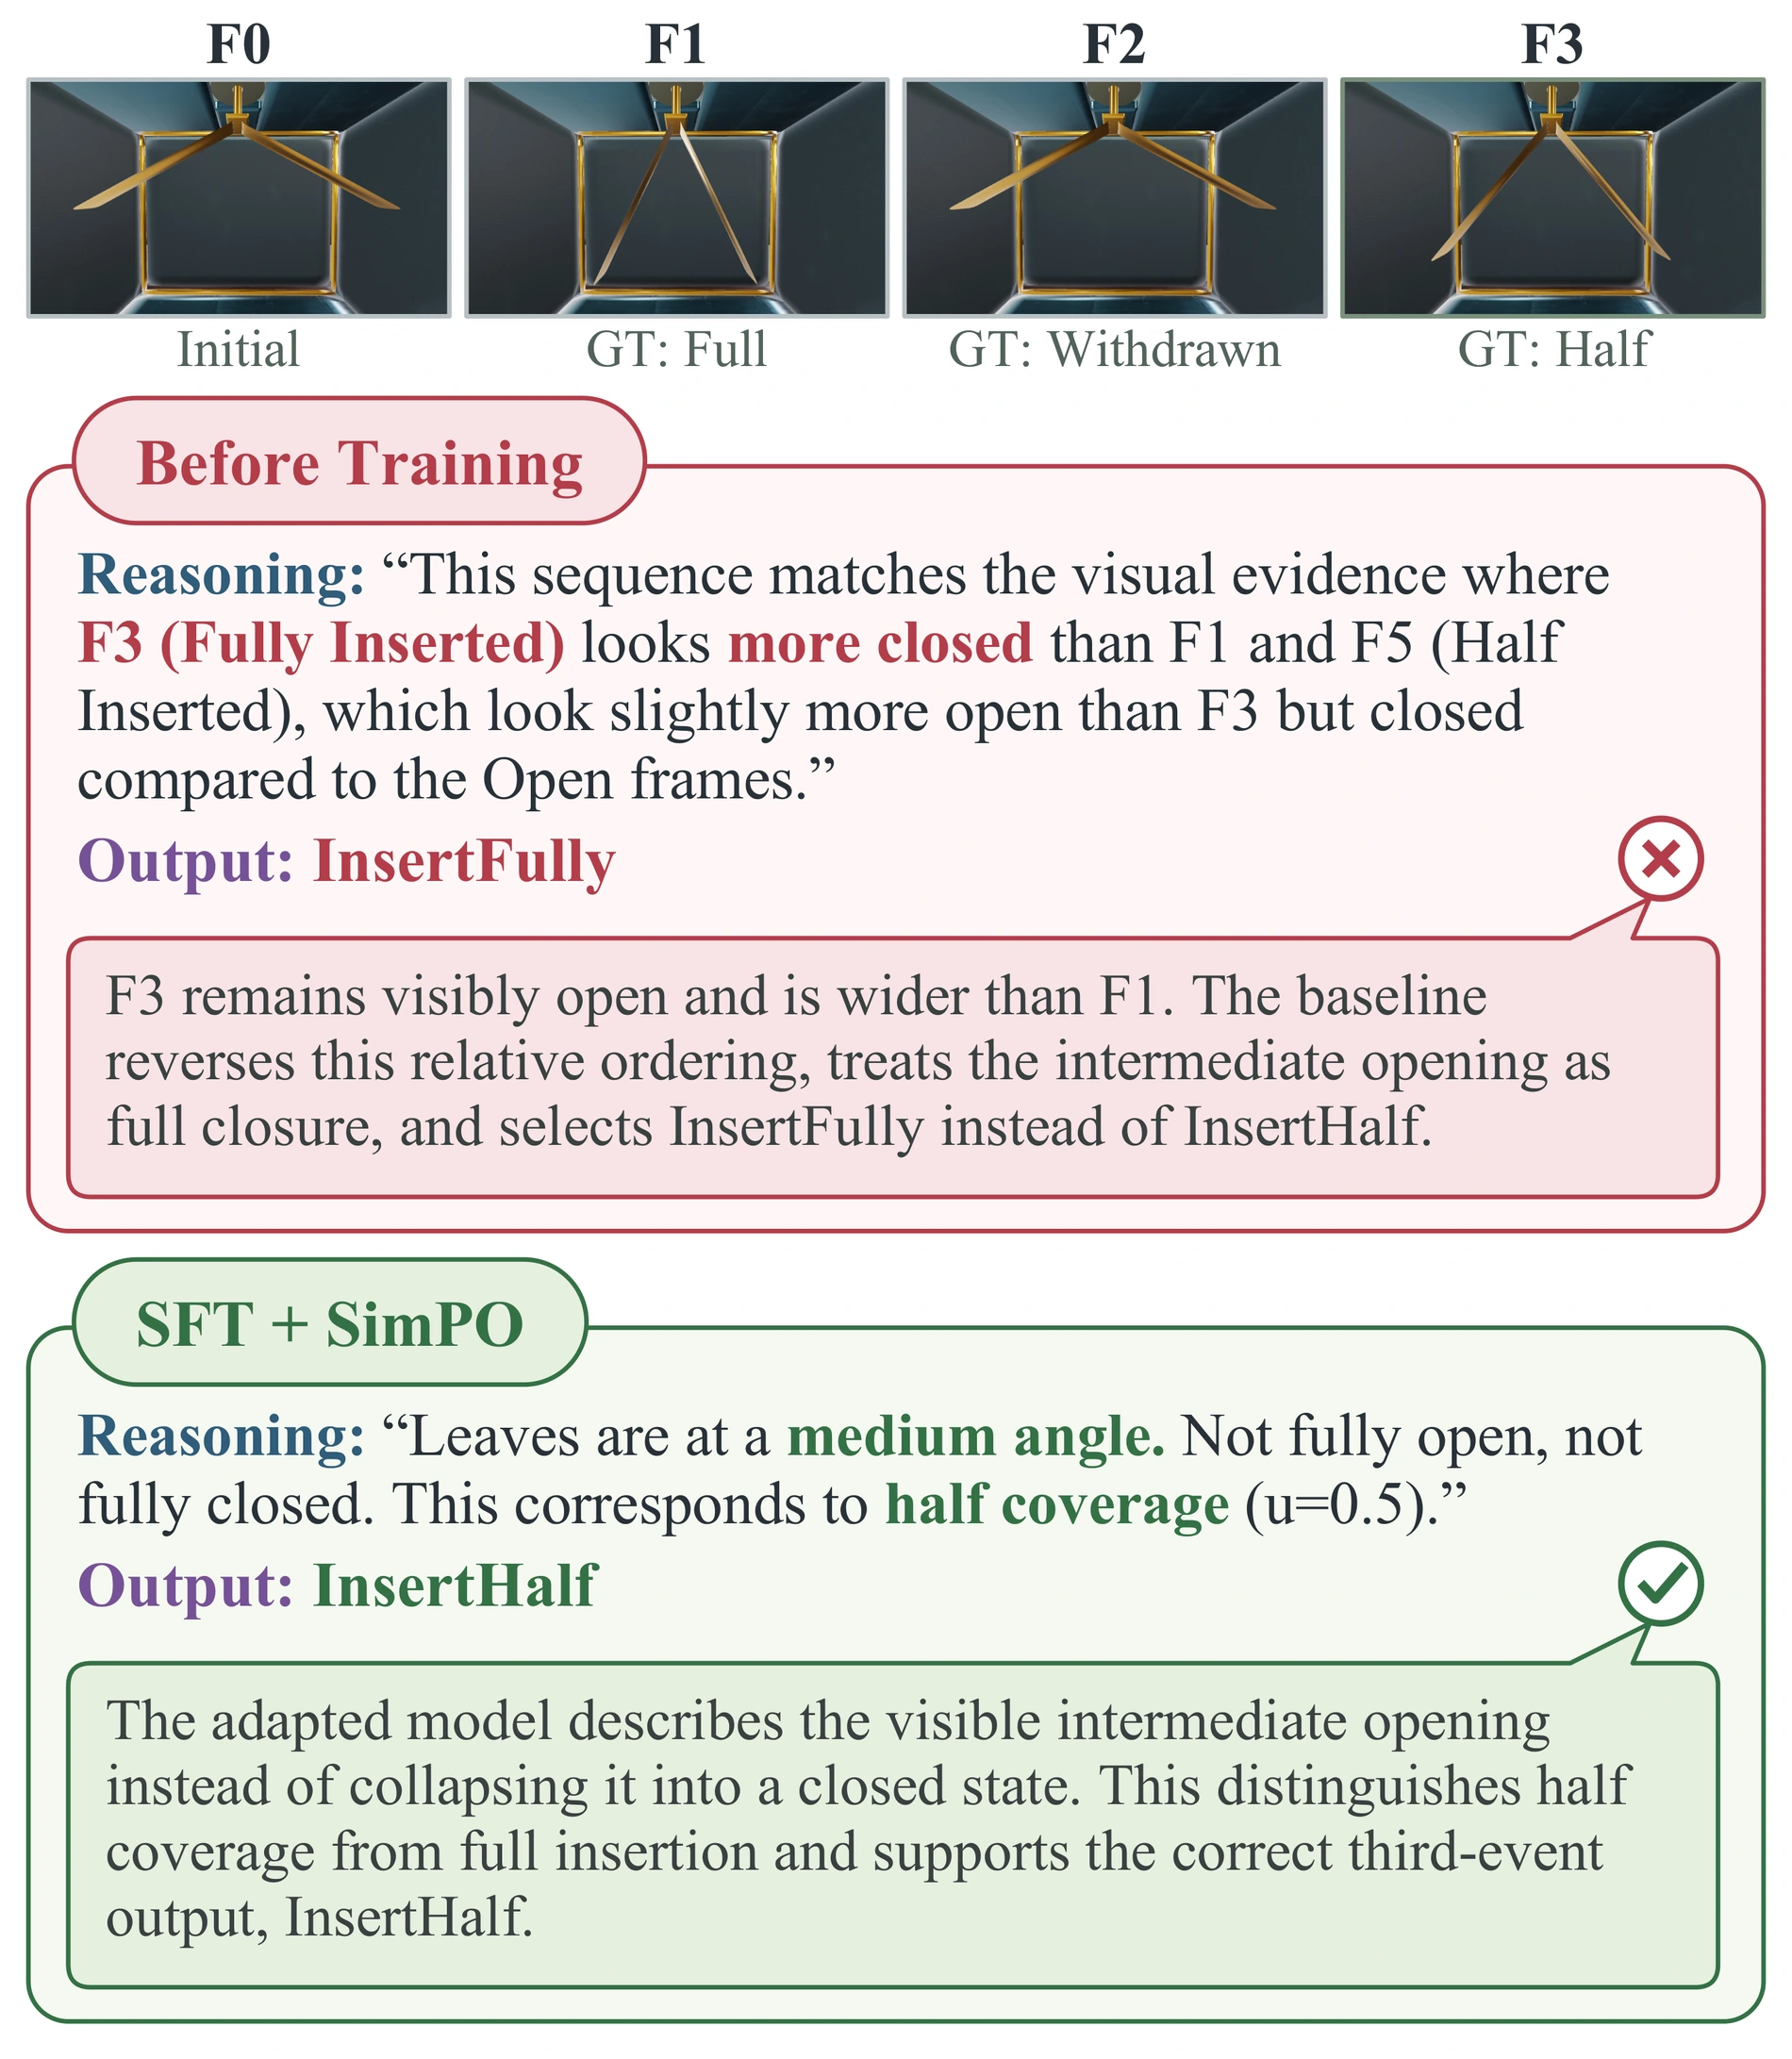 F0 F1 F2 F3
Initial GT: Full GT: Withdrawn GT: Half
Before Training
Reasoning: “This sequence matches the visual evidence where
F3 (Fully Inserted) looks more closed than F1 and F5 (Half
Inserted), which look slightly more open than F3 but closed
compared to the Open frames.”
Output: InsertFully
F3 remains visibly open and is wider than F1. The baseline
reverses this relative ordering, treats the intermediate opening as
full closure, and selects InsertFully instead of InsertHalf.
SFT + SimPO
Reasoning: “Leaves are at a medium angle. Not fully open, not
fully closed. This corresponds to half coverage (u=0.5).”
Output: InsertHalf
The adapted model describes the visible intermediate opening
instead of collapsing it into a closed state. This distinguishes half
coverage from full insertion and supports the correct third-event
output, InsertHalf.